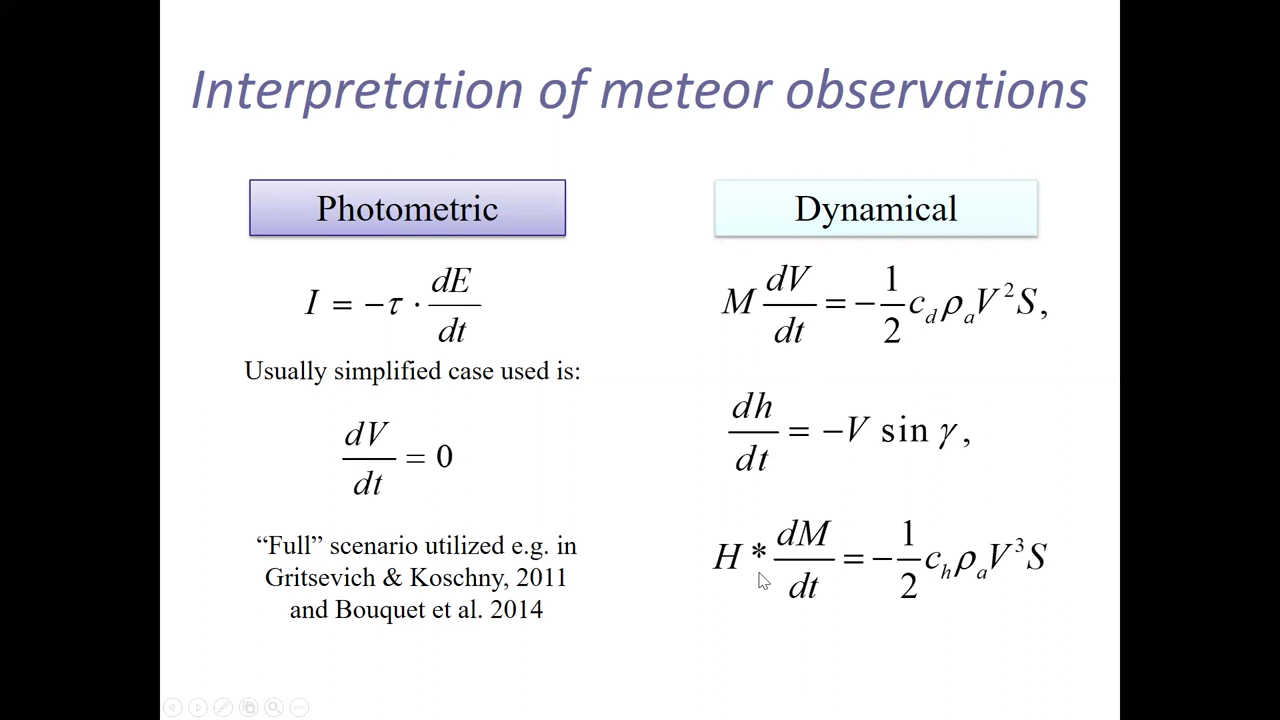 Interpretation of meteor observations
Photometric
I = −τ · dE/dt
Usually simplified case used is:
dV/dt = 0
“Full” scenario utilized e.g. in
Gritsevich & Koschny, 2011
and Bouquet et al. 2014
Dynamical
M dV/dt = −1/2 c_d ρ_a V² S,
dh/dt = −V sin γ,
H * dM/dt = −1/2 c_h ρ_a V³ S